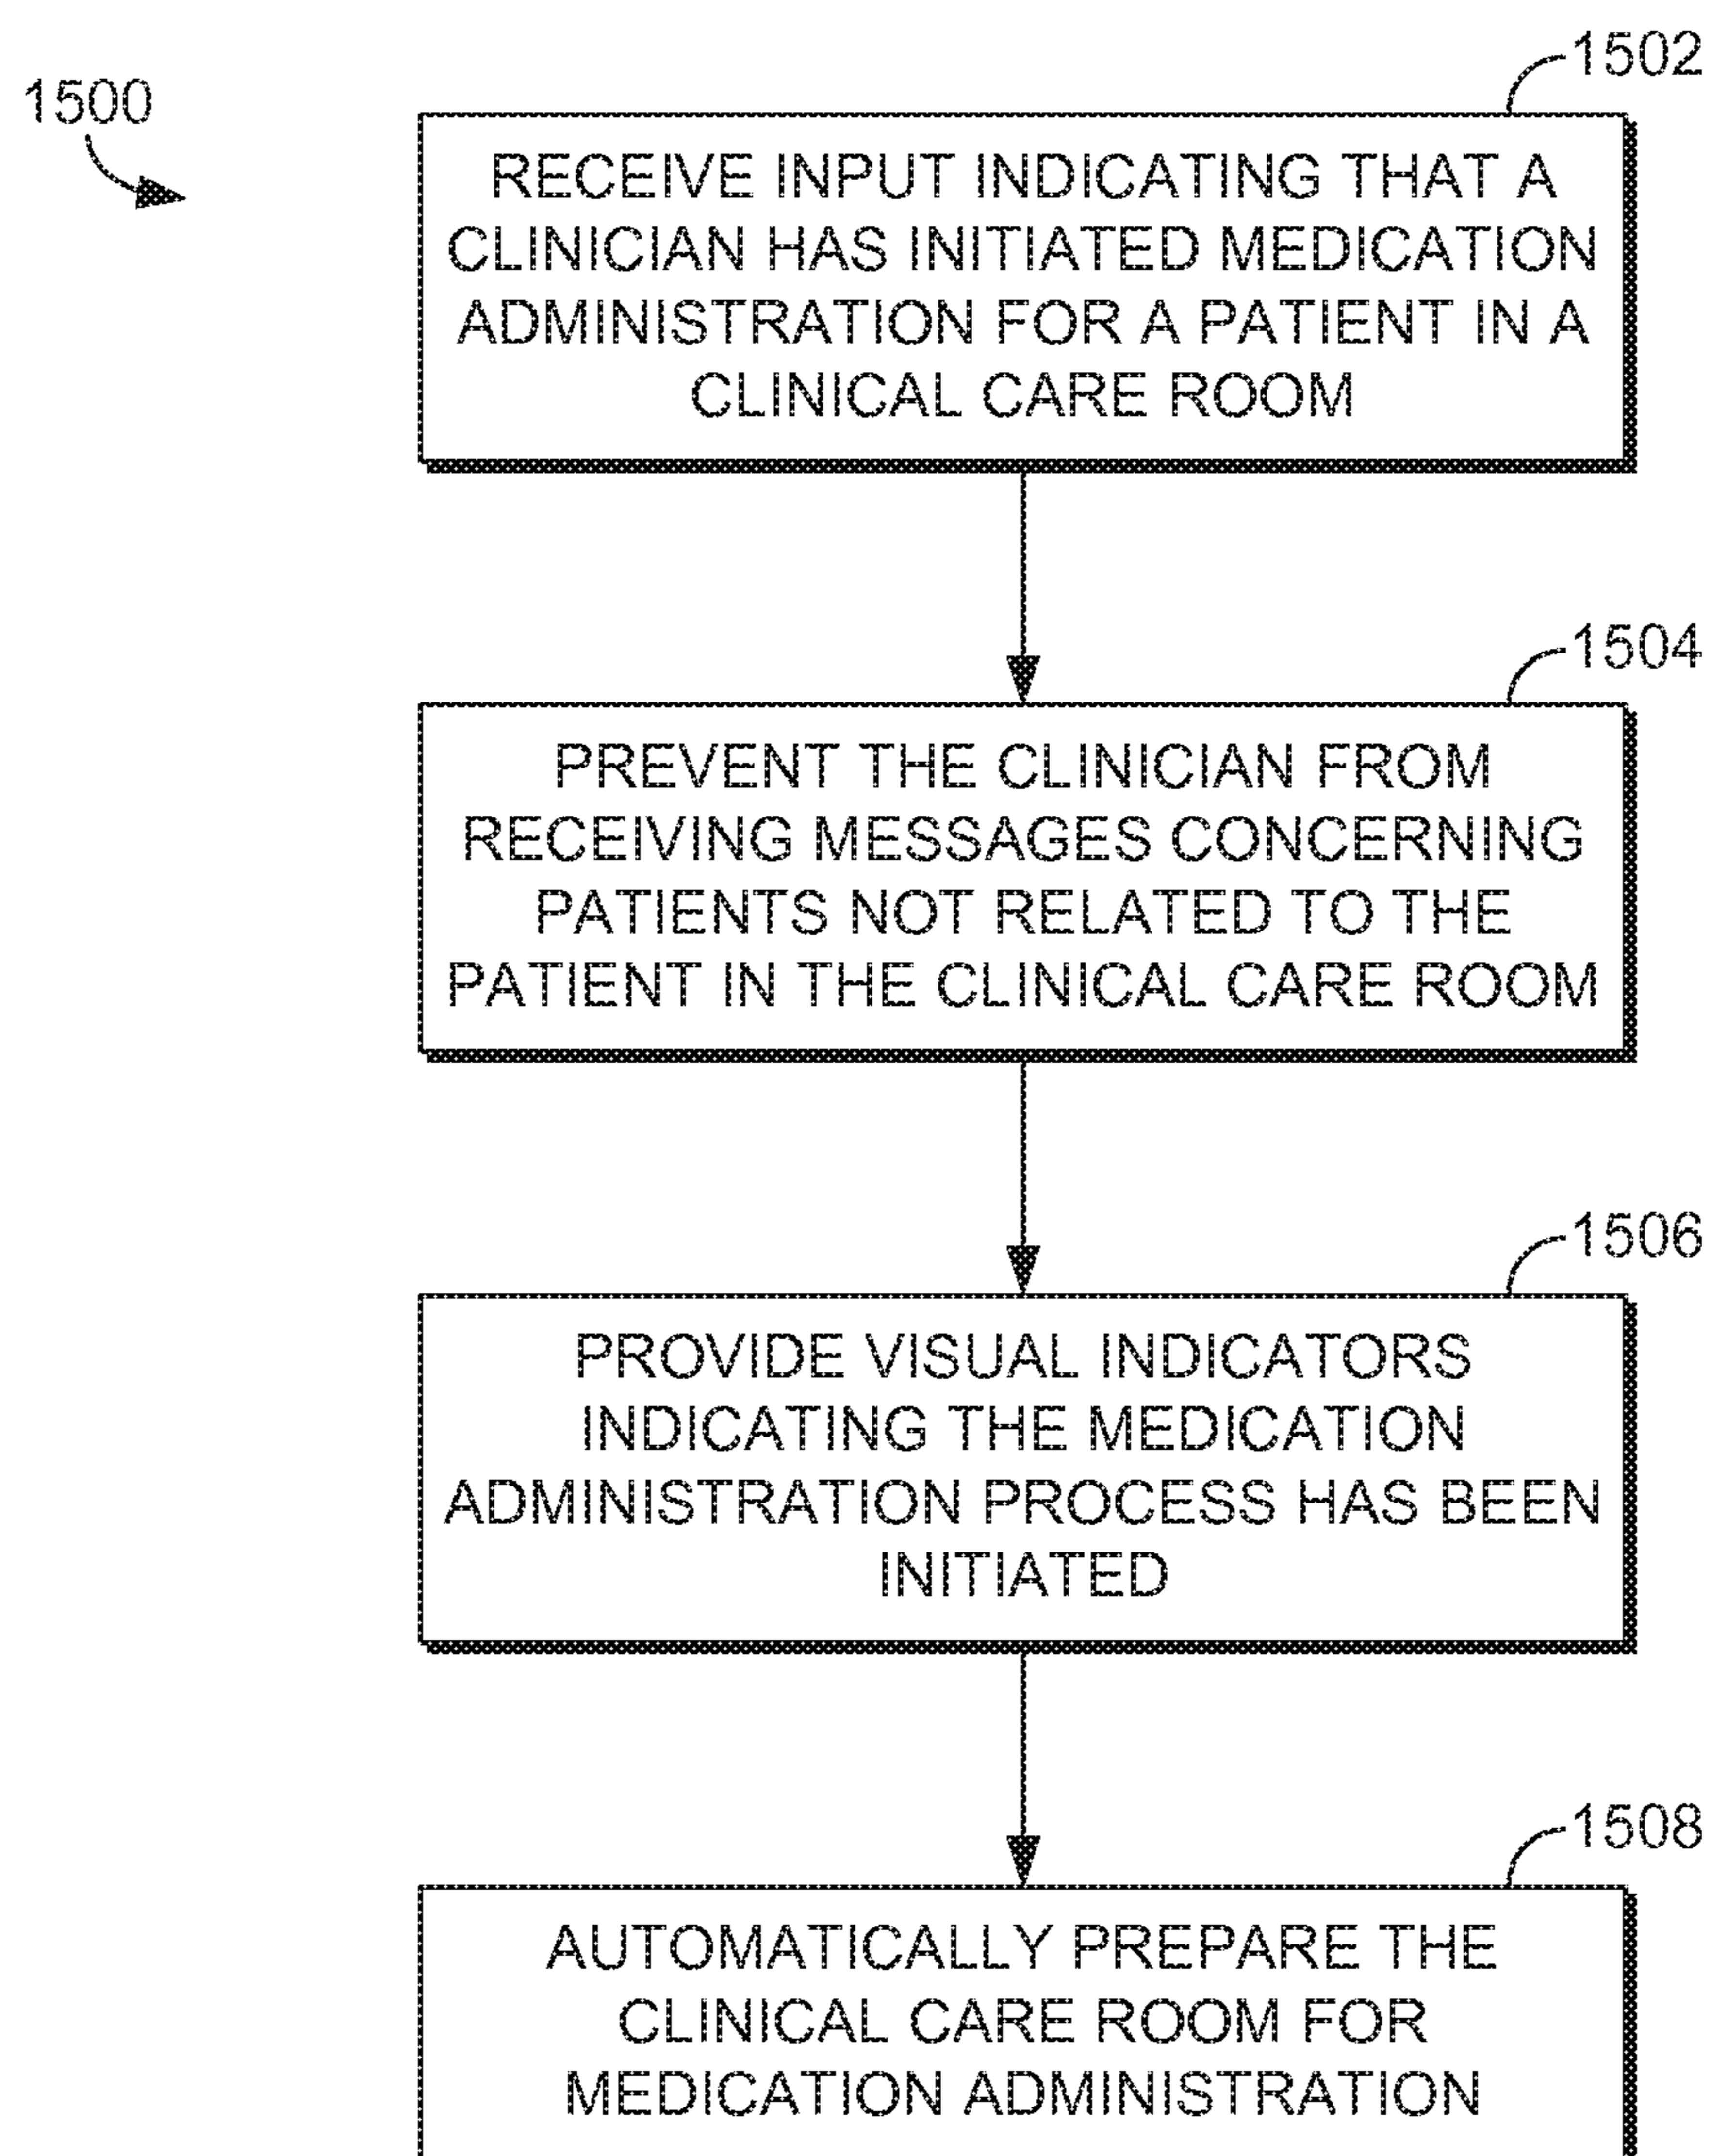 1500
1502
RECEIVE INPUT INDICATING THAT A
CLINICIAN HAS INITIATED MEDICATION
ADMINISTRATION FOR A PATIENT IN A
CLINICAL CARE ROOM
1504
PREVENT THE CLINICIAN FROM
RECEIVING MESSAGES CONCERNING
PATIENTS NOT RELATED TO THE
PATIENT IN THE CLINICAL CARE ROOM
1506
PROVIDE VISUAL INDICATORS
INDICATING THE MEDICATION
ADMINISTRATION PROCESS HAS BEEN
INITIATED
1508
AUTOMATICALLY PREPARE THE
CLINICAL CARE ROOM FOR
MEDICATION ADMINISTRATION